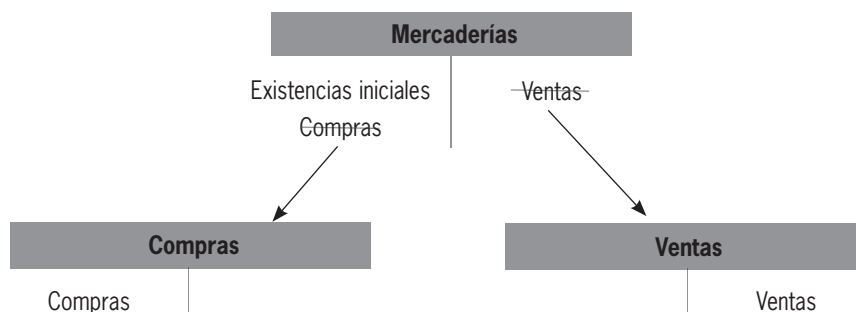 Mercaderías
Existencias iniciales Ventas
Compras
Compras Ventas
Compras Ventas